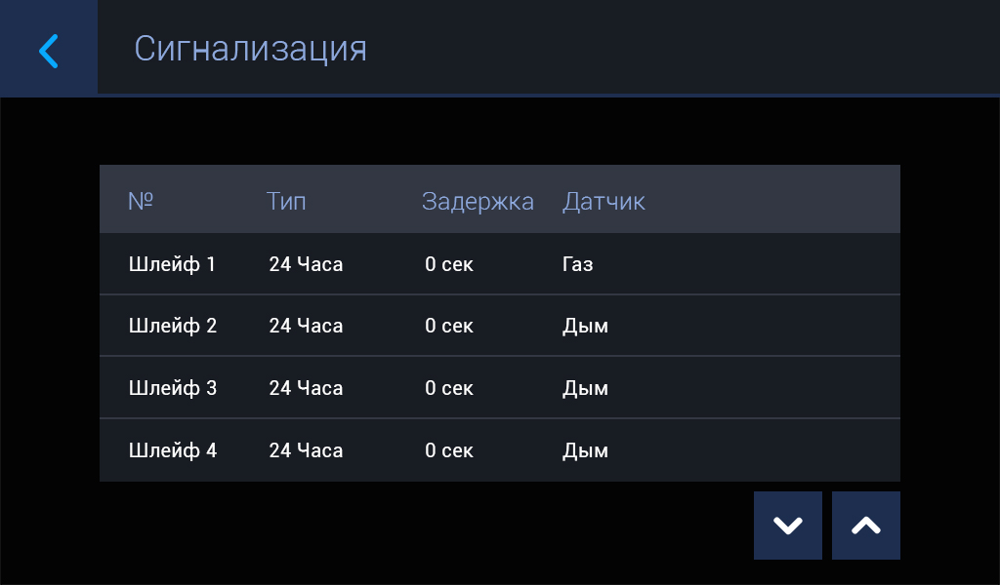 Сигнализация
№ Тип Задержка Датчик
Шлейф 1 24 Часа 0 сек Газ
Шлейф 2 24 Часа 0 сек Дым
Шлейф 3 24 Часа 0 сек Дым
Шлейф 4 24 Часа 0 сек Дым